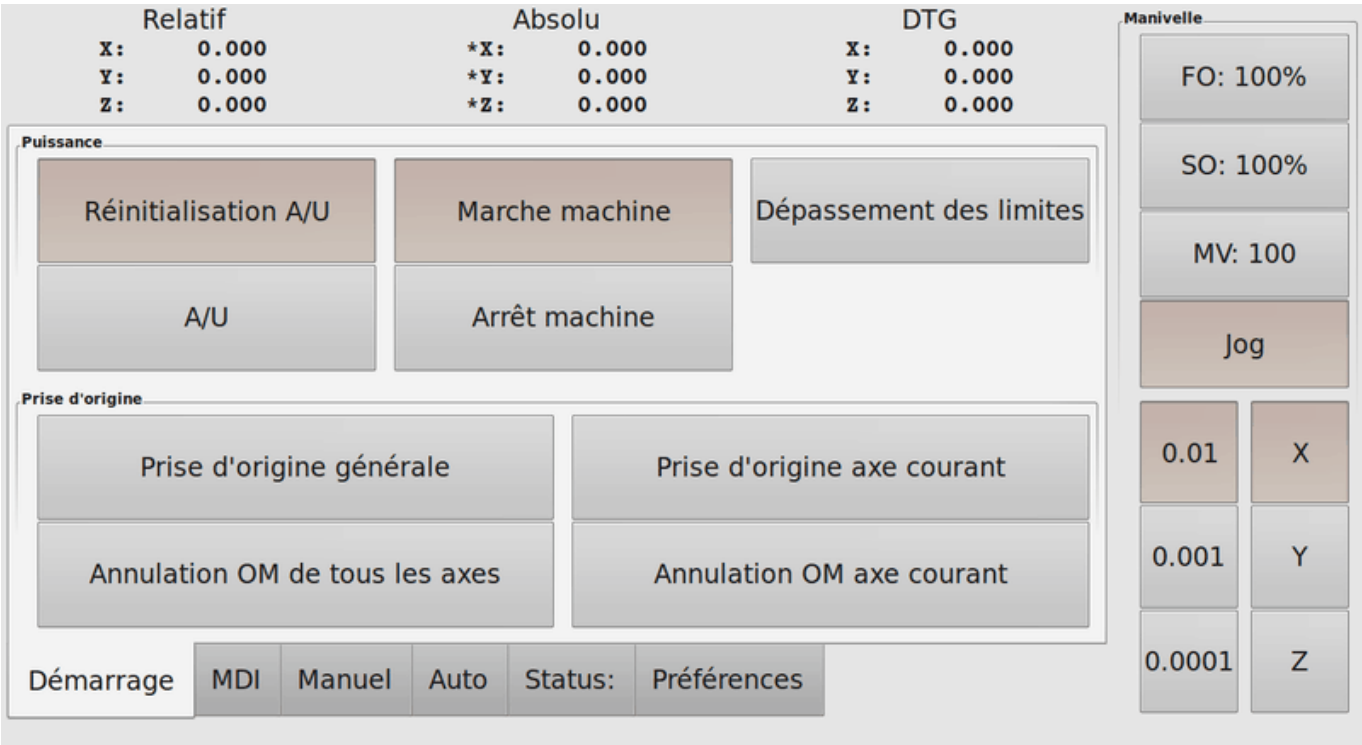 Relatif Absolu DTG
X: 0.000 *X: 0.000 X: 0.000
Y: 0.000 *Y: 0.000 Y: 0.000
Z: 0.000 *Z: 0.000 Z: 0.000
Puissance
Réinitialisation A/U Marche machine Dépassement des limites
A/U Arrêt machine
Prise d'origine
Prise d'origine générale Prise d'origine axe courant
Annulation OM de tous les axes Annulation OM axe courant
Démarrage MDI Manuel Auto Status: Préférences
Manivelle
FO: 100%
SO: 100%
MV: 100
Jog
0.01 X
0.001 Y
0.0001 Z